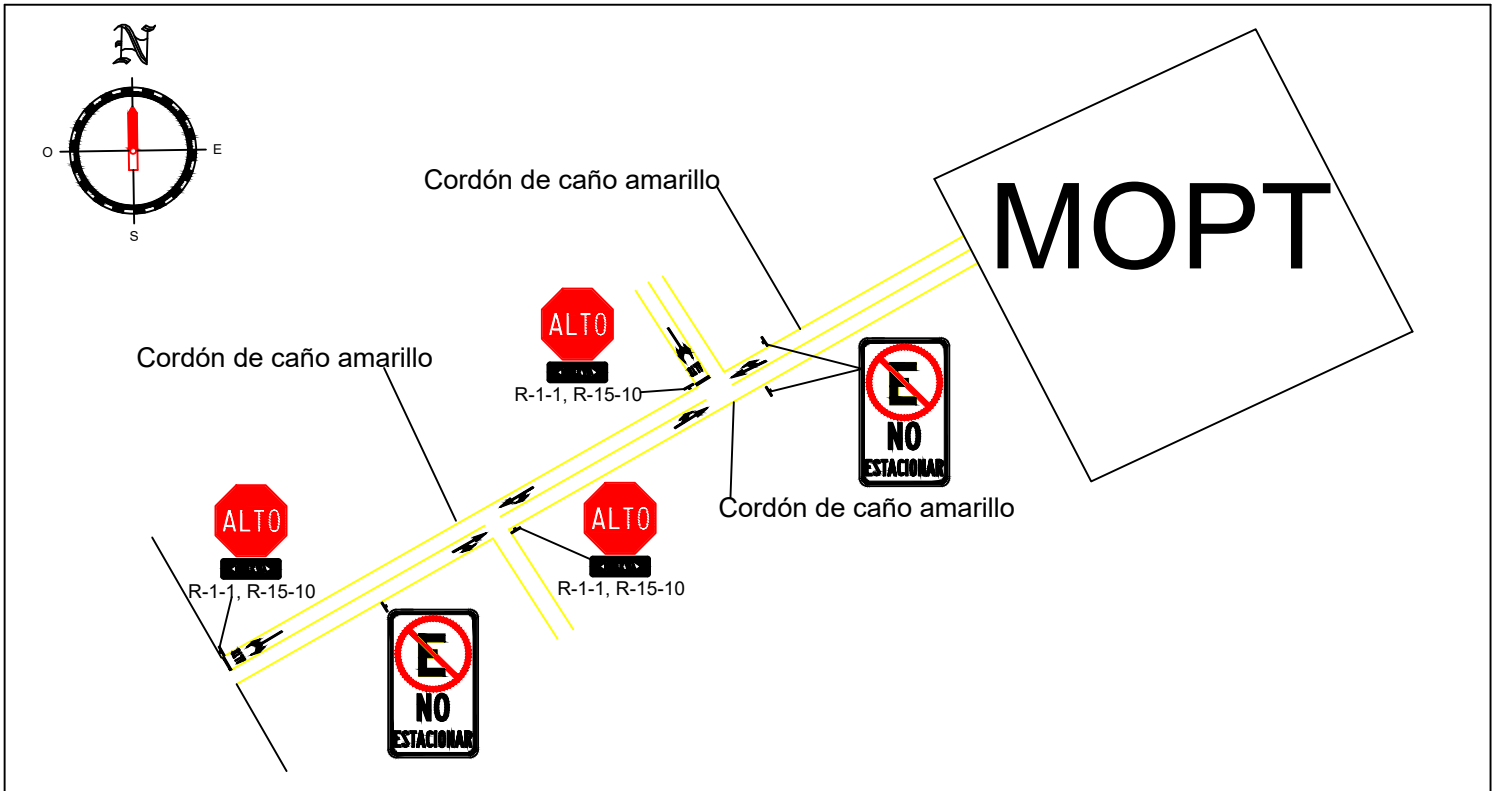 N
O
E
S
MOPT
Cordón de caño amarillo
ALTO
R-1-1, R-15-10
Cordón de caño amarillo
E
NO
ESTACIONAR
Cordón de caño amarillo
ALTO
R-1-1, R-15-10
ALTO
R-1-1, R-15-10
E
NO
ESTACIONAR